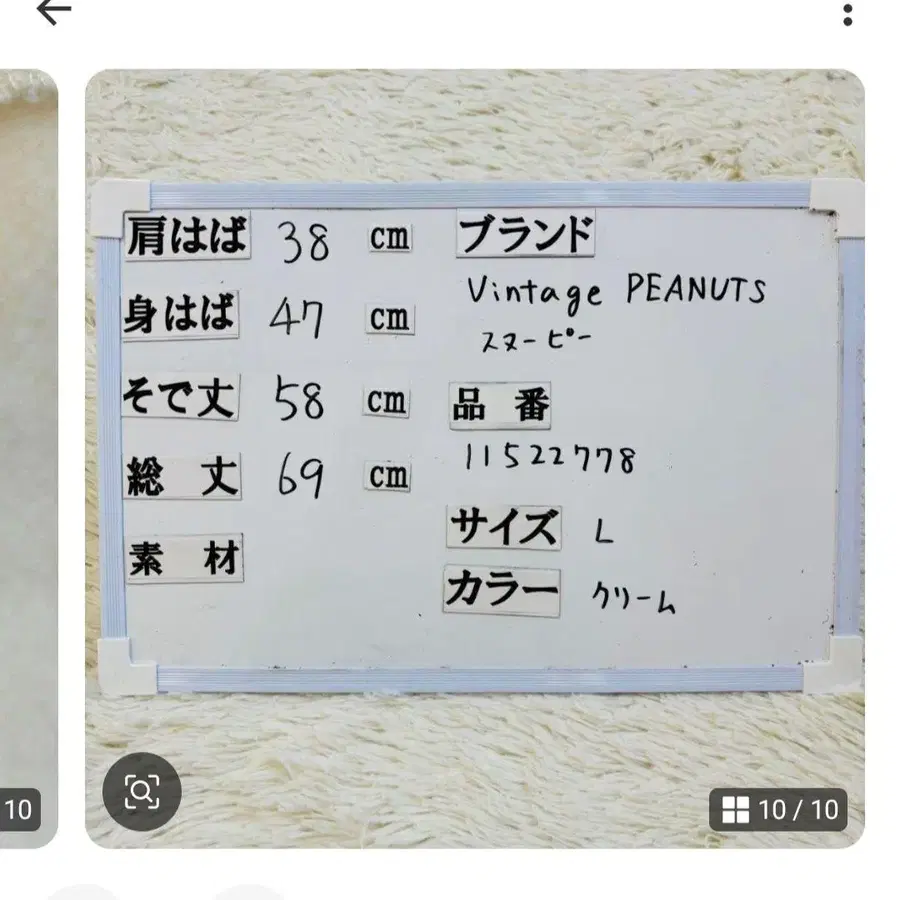 肩はば 38 cm
身はば 47 cm
そで丈 58 cm
総 丈 69 cm
素 材
ブランド
Vintage PEANUTS
スヌーピー
品 番
11522778
サイズ L
カラー クリーム
10
10 / 10